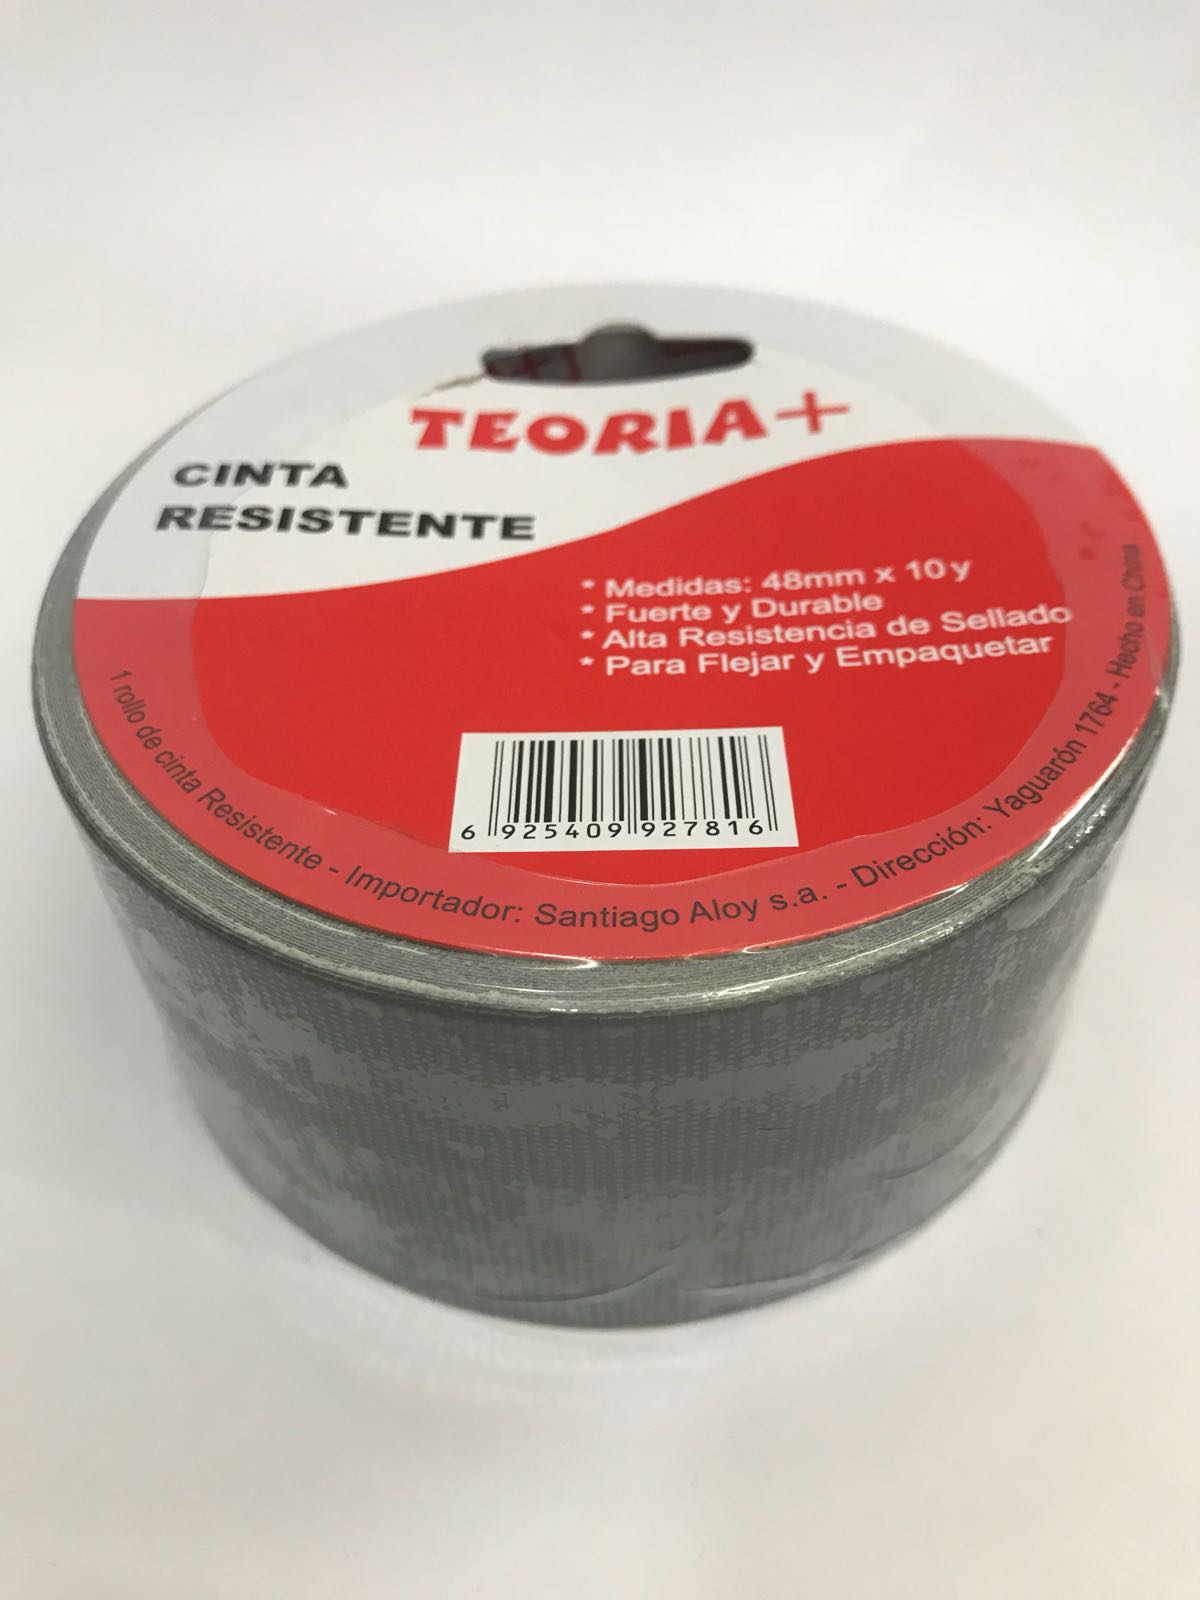 TEORIA+
CINTA
RESISTENTE
* Medidas: 48mm x 10y
* Fuerte y Durable
* Alta Resistencia de Sellado
* Para Flejar y Empaquetar
6 925409 927816
1 rollo de cinta Resistente - Importador: Santiago Aloy s.a. - Dirección: Yaguarón 1764 - Hecho en China